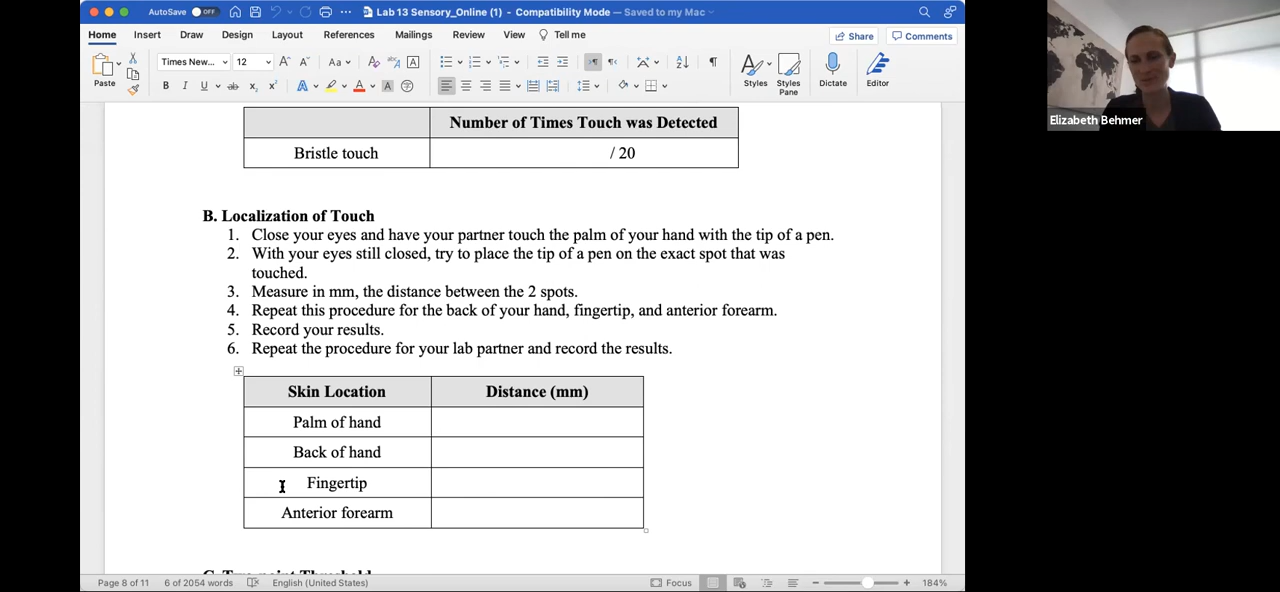 AutoSave OFF Lab 13 Sensory_Online (1) - Compatibility Mode — Saved to my Mac
Home Insert Draw Design Layout References Mailings Review View Tell me Share Comments
Times New... 12 Aa
Paste Styles Styles Pane Dictate Editor
Elizabeth Behmer
Number of Times Touch was Detected
Bristle touch / 20
B. Localization of Touch
1. Close your eyes and have your partner touch the palm of your hand with the tip of a pen.
2. With your eyes still closed, try to place the tip of a pen on the exact spot that was
touched.
3. Measure in mm, the distance between the 2 spots.
4. Repeat this procedure for the back of your hand, fingertip, and anterior forearm.
5. Record your results.
6. Repeat the procedure for your lab partner and record the results.
Skin Location Distance (mm)
Palm of hand
Back of hand
Fingertip
Anterior forearm
Page 8 of 11 6 of 2054 words English (United States) Focus 184%